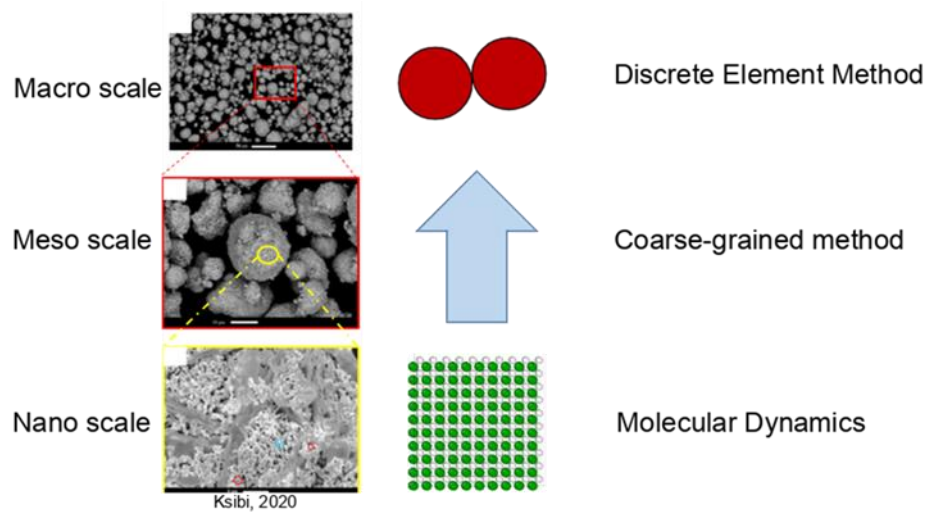 Macro scale
Discrete Element Method
Meso scale
Coarse-grained method
Nano scale
Molecular Dynamics
Ksibi, 2020